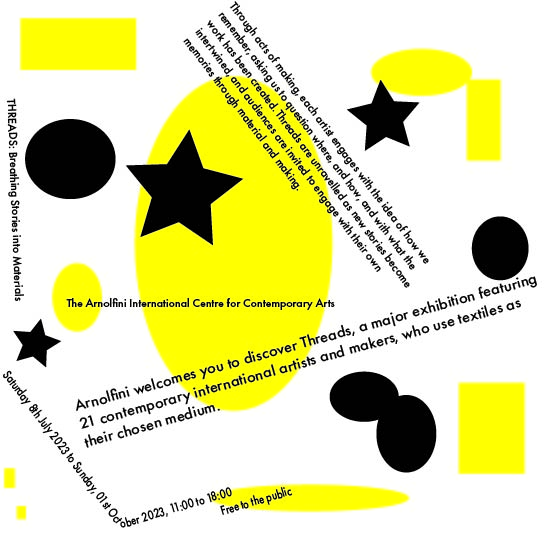 Through acts of making, each artist engages with the idea of how we
remember, asking us to question where, and how, and with what the
work has been created. Threads are unravelled as new stories become
intertwined, and audiences are invited to engage with their own
memories through material and making.
THREADS: Breathing Stories into Materials
The Arnolfini International Centre for Contemporary Arts
Arnolfini welcomes you to discover Threads, a major exhibition featuring
21 contemporary international artists and makers, who use textiles as
their chosen medium.
Saturday 8th July 2023 to Sunday, 01st October 2023, 11:00 to 18:00
Free to the public